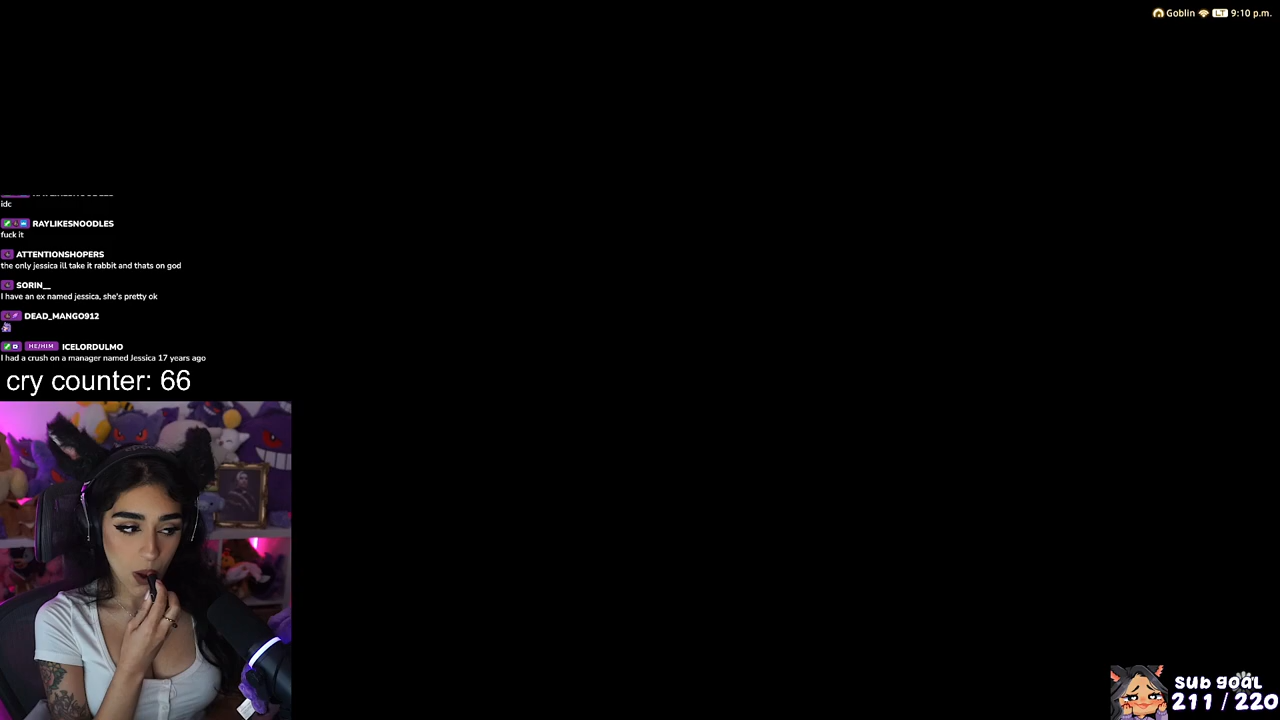 Goblin LT 9:10 p.m.
idc
RAYLIKESNOODLES
fuck it
ATTENTIONSHOPERS
the only jessica ill take it rabbit and thats on god
SORIN__
I have an ex named jessica, she's pretty ok
DEAD_MANGO912
HE/HIM ICELORDULMO
I had a crush on a manager named Jessica 17 years ago
cry counter: 66
sub goal
211 / 220